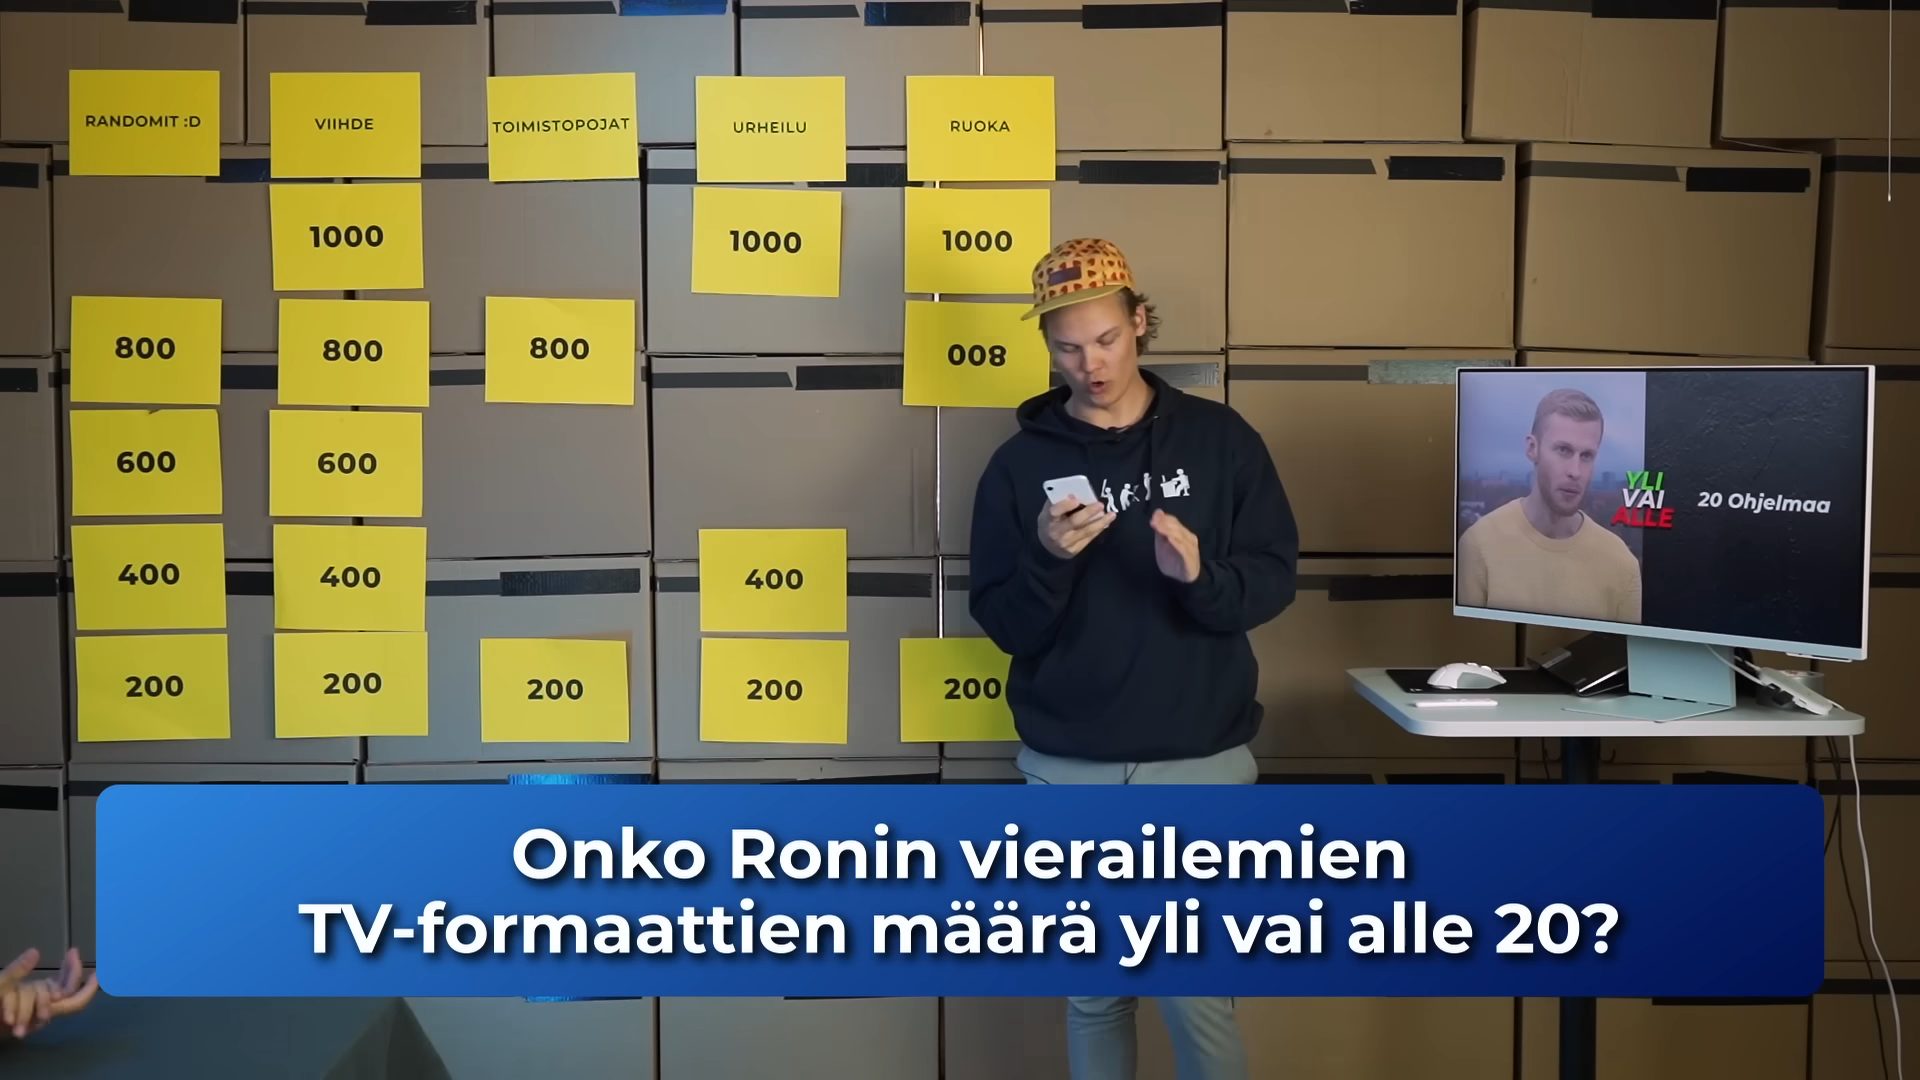 RANDOMIT :D
VIIHDE
TOIMISTOPOJAT
URHEILU
RUOKA
1000
1000
1000
800
800
800
008
600
600
400
400
400
200
200
200
200
200
YLI
VAI
ALLE
20 Ohjelmaa
Onko Ronin vierailemien
TV-formaattien määrä yli vai alle 20?